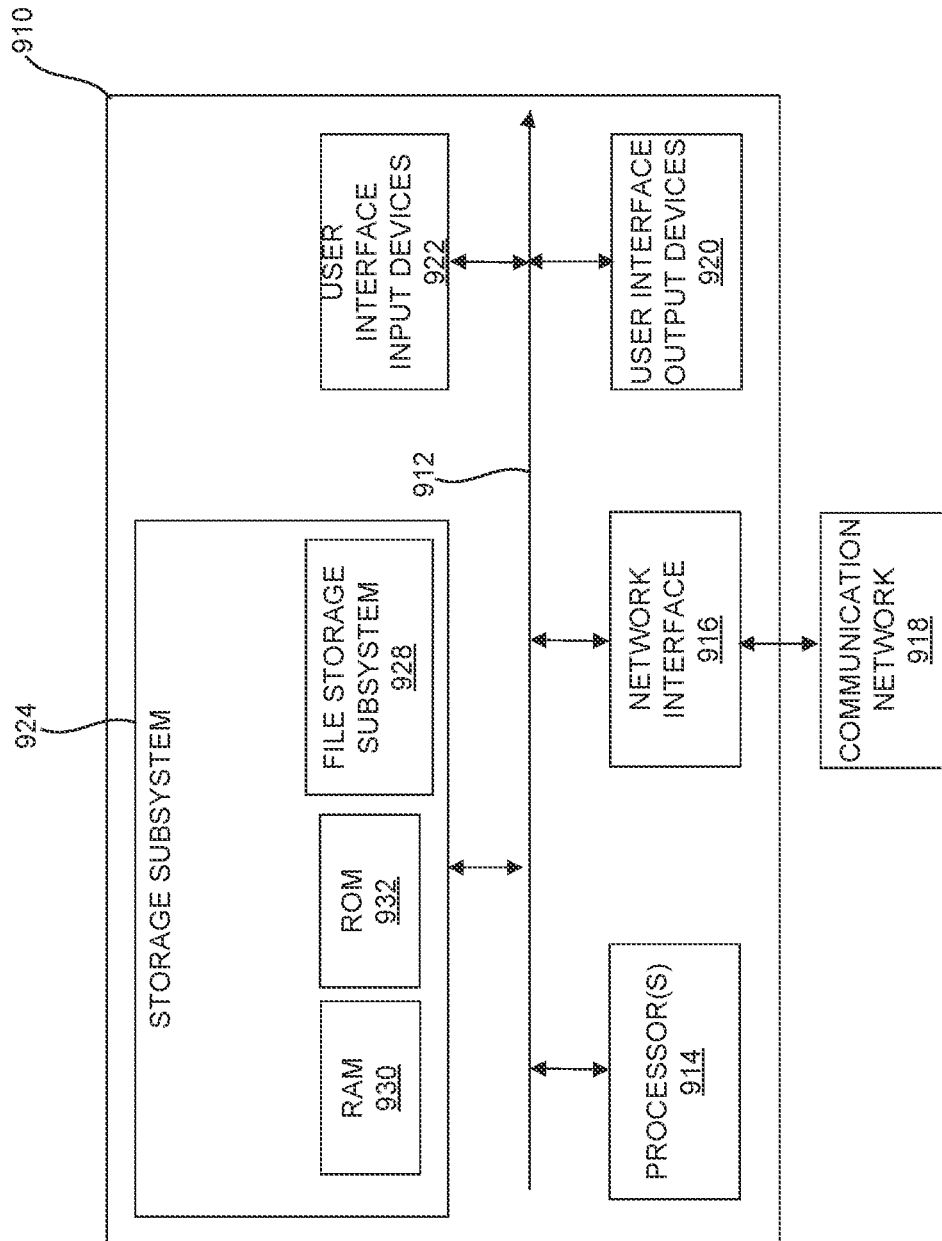 910
924
STORAGE SUBSYSTEM
RAM
930
ROM
932
FILE STORAGE
SUBSYSTEM
928
USER
INTERFACE
INPUT DEVICES
922
912
PROCESSOR(S)
914
NETWORK
INTERFACE
916
USER INTERFACE
OUTPUT DEVICES
920
COMMUNICATION
NETWORK
918